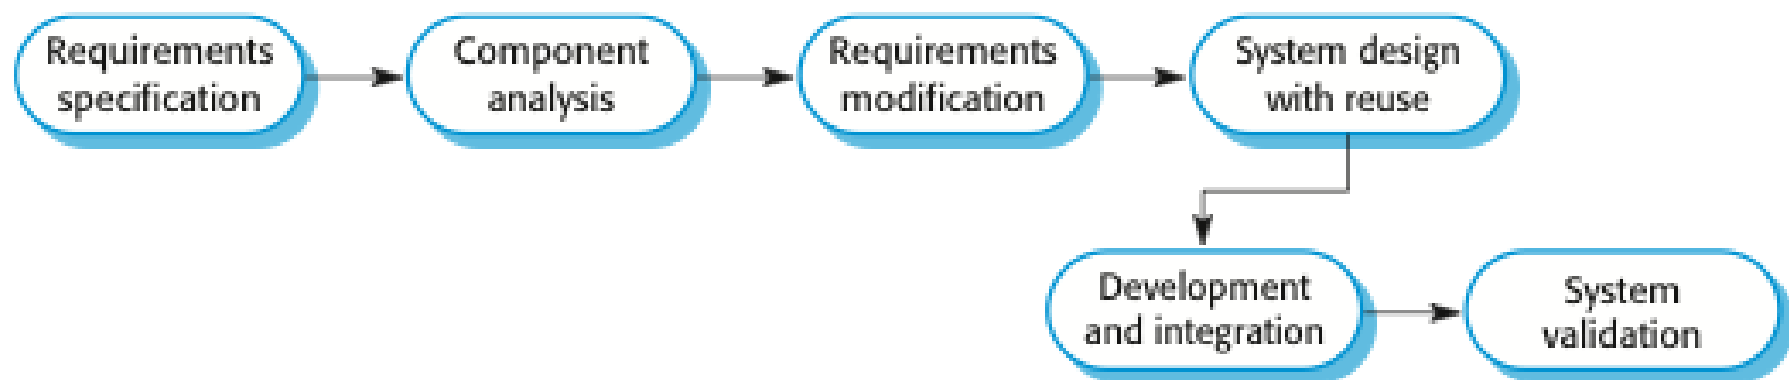 Requirements
specification
Component
analysis
Requirements
modification
System design
with reuse
Development
and integration
System
validation